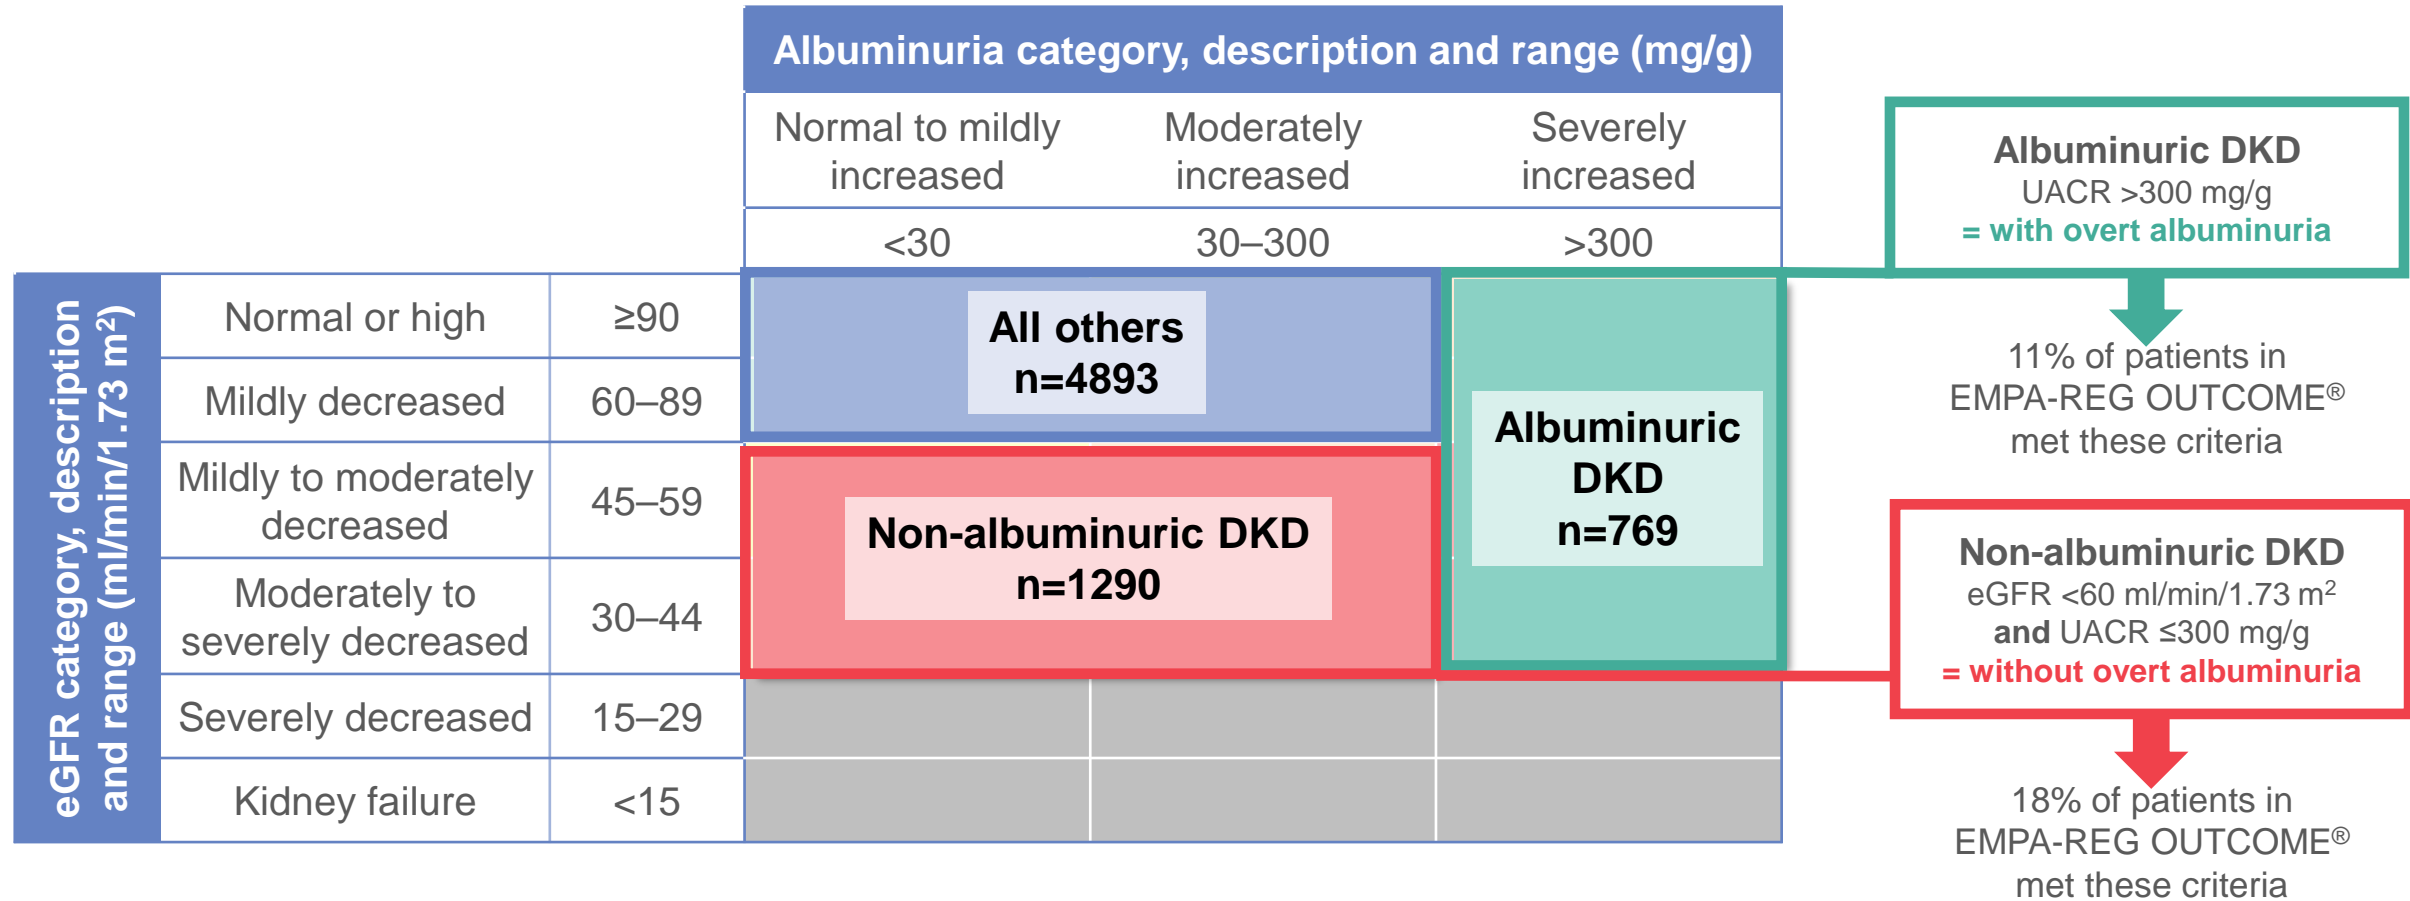 Albuminuria category, description and range (mg/g)
Normal to mildly
increased
Moderately
increased
Severely
increased
<30
30–300
>300
eGFR category, description
and range (ml/min/1.73 m²)
Normal or high
≥90
Mildly decreased
60–89
Mildly to moderately
decreased
45–59
Moderately to
severely decreased
30–44
Severely decreased
15–29
Kidney failure
<15
All others
n=4893
Non-albuminuric DKD
n=1290
Albuminuric
DKD
n=769
Albuminuric DKD
UACR >300 mg/g
= with overt albuminuria
11% of patients in
EMPA-REG OUTCOME®
met these criteria
Non-albuminuric DKD
eGFR <60 ml/min/1.73 m²
and UACR ≤300 mg/g
= without overt albuminuria
18% of patients in
EMPA-REG OUTCOME®
met these criteria